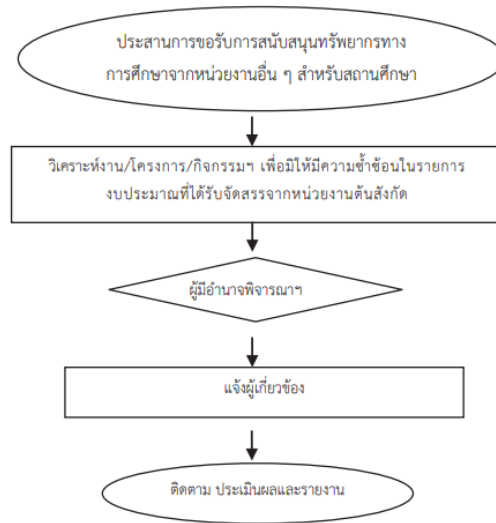 ประสานการขอรับการสนับสนุนทรัพยากรทาง
การศึกษาจากหน่วยงานอื่น ๆ สำหรับสถานศึกษา
วิเคราะห์งาน/โครงการ/กิจกรรมฯ เพื่อมิให้มีความซ้ำซ้อนในรายการ
งบประมาณที่ได้รับจัดสรรจากหน่วยงานต้นสังกัด
ผู้มีอำนาจพิจารณาฯ
แจ้งผู้เกี่ยวข้อง
ติดตาม ประเมินผลและรายงาน